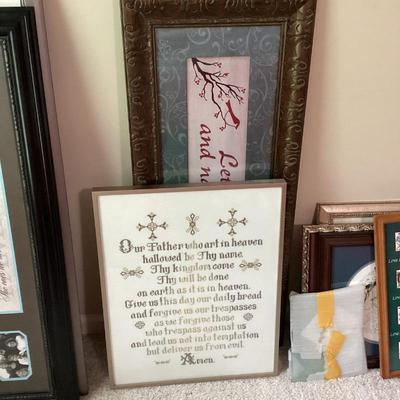 Let
and n
Our Father who art in heaven
hallowed be Thy name.
Thy kingdom come
Thy will be done
on earth as it is in heaven.
Give us this day our daily bread
and forgive us our trespasses
as we forgive those
who trespass against us
and lead us not into temptation
but deliver us from evil.
Amen.